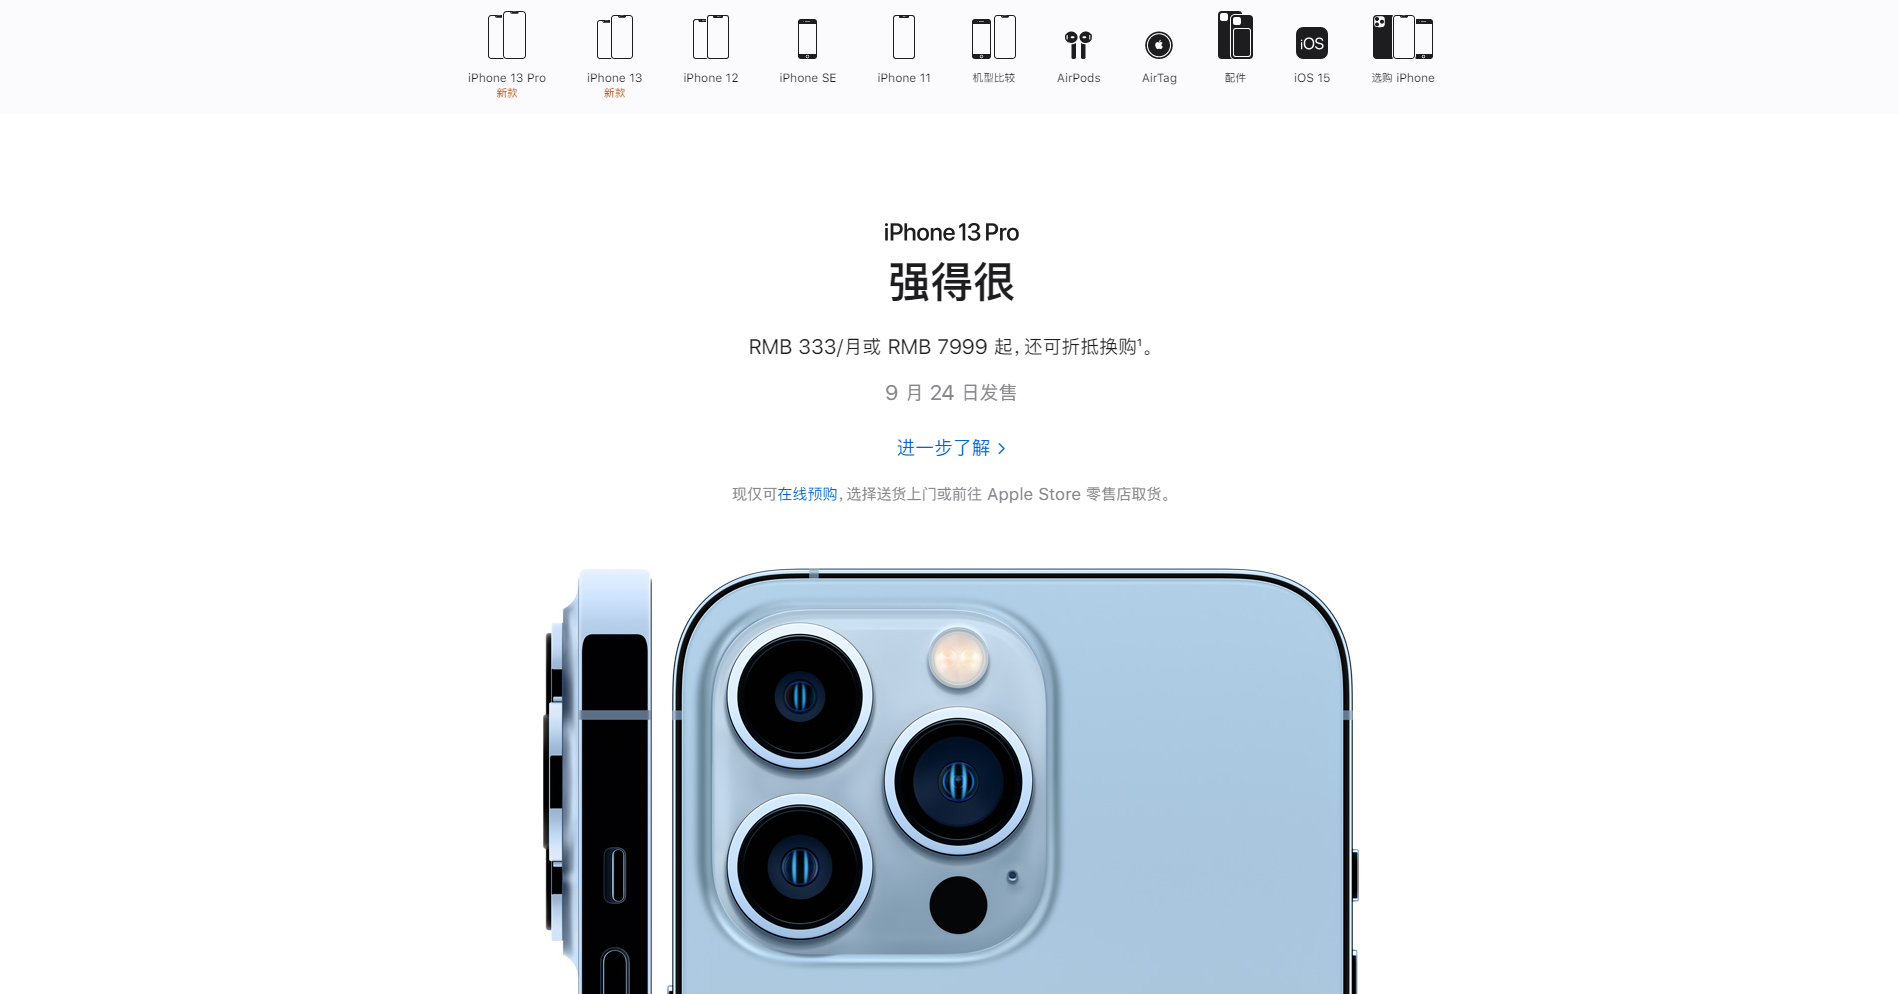 iPhone 13 Pro
新款
iPhone 13
新款
iPhone 12
iPhone SE
iPhone 11
机型比较
AirPods
AirTag
配件
iOS
iOS 15
选购 iPhone
iPhone 13 Pro
强得很
RMB 333/月或 RMB 7999 起，还可折抵换购¹。
9 月 24 日发售
进一步了解 >
现仅可在线预购，选择送货上门或前往 Apple Store 零售店取货。